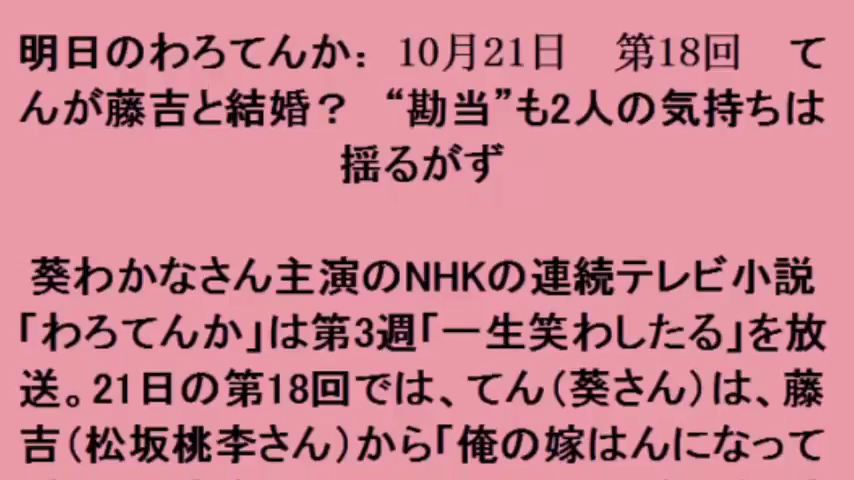 明日のわろてんか： 10月21日　第18回　て
んが藤吉と結婚？　“勘当”も2人の気持ちは
揺るがず
葵わかなさん主演のNHKの連続テレビ小説
「わろてんか」は第3週「一生笑わしたる」を放
送。21日の第18回では、てん（葵さん）は、藤
吉（松坂桃李さん）から「俺の嫁はんになって